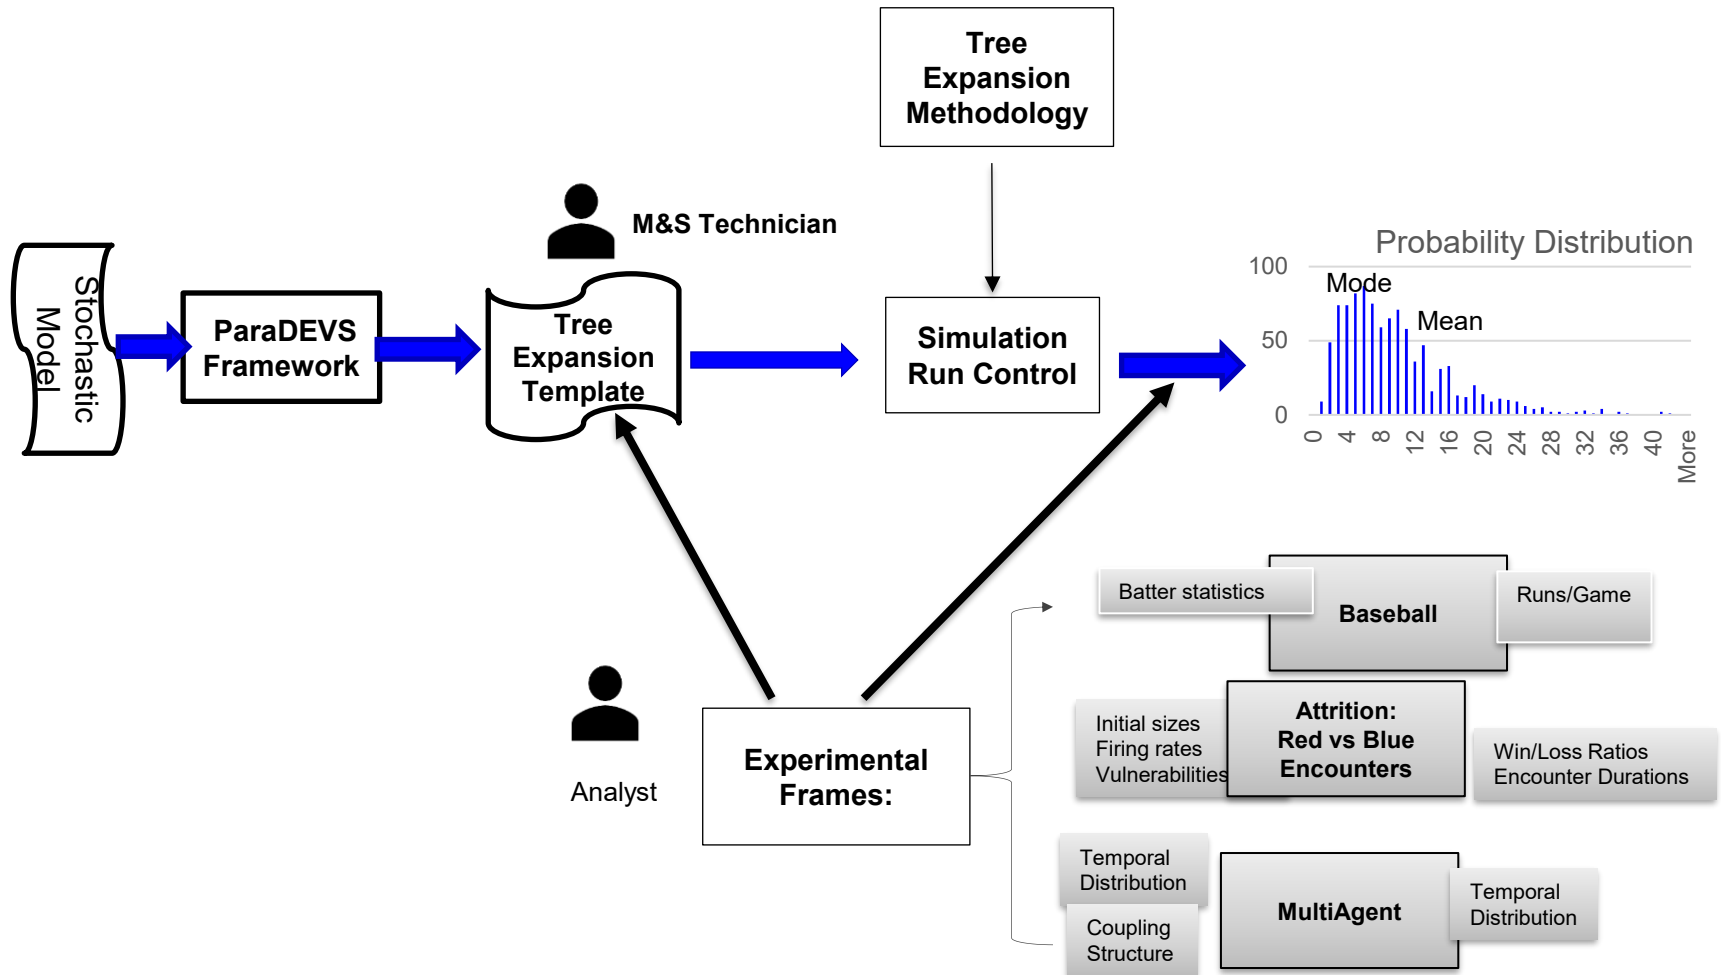 Tree
Expansion
Methodology
M&S Technician
Stochastic
Model
ParaDEVS
Framework
Tree
Expansion
Template
Simulation
Run Control
Probability Distribution
100
50
0
Mode
Mean
0
4
8
12
16
20
24
28
32
36
40
More
Analyst
Experimental
Frames:
Batter statistics
Baseball
Runs/Game
Initial sizes
Firing rates
Vulnerabilities
Attrition:
Red vs Blue
Encounters
Win/Loss Ratios
Encounter Durations
Temporal
Distribution
Coupling
Structure
MultiAgent
Temporal
Distribution